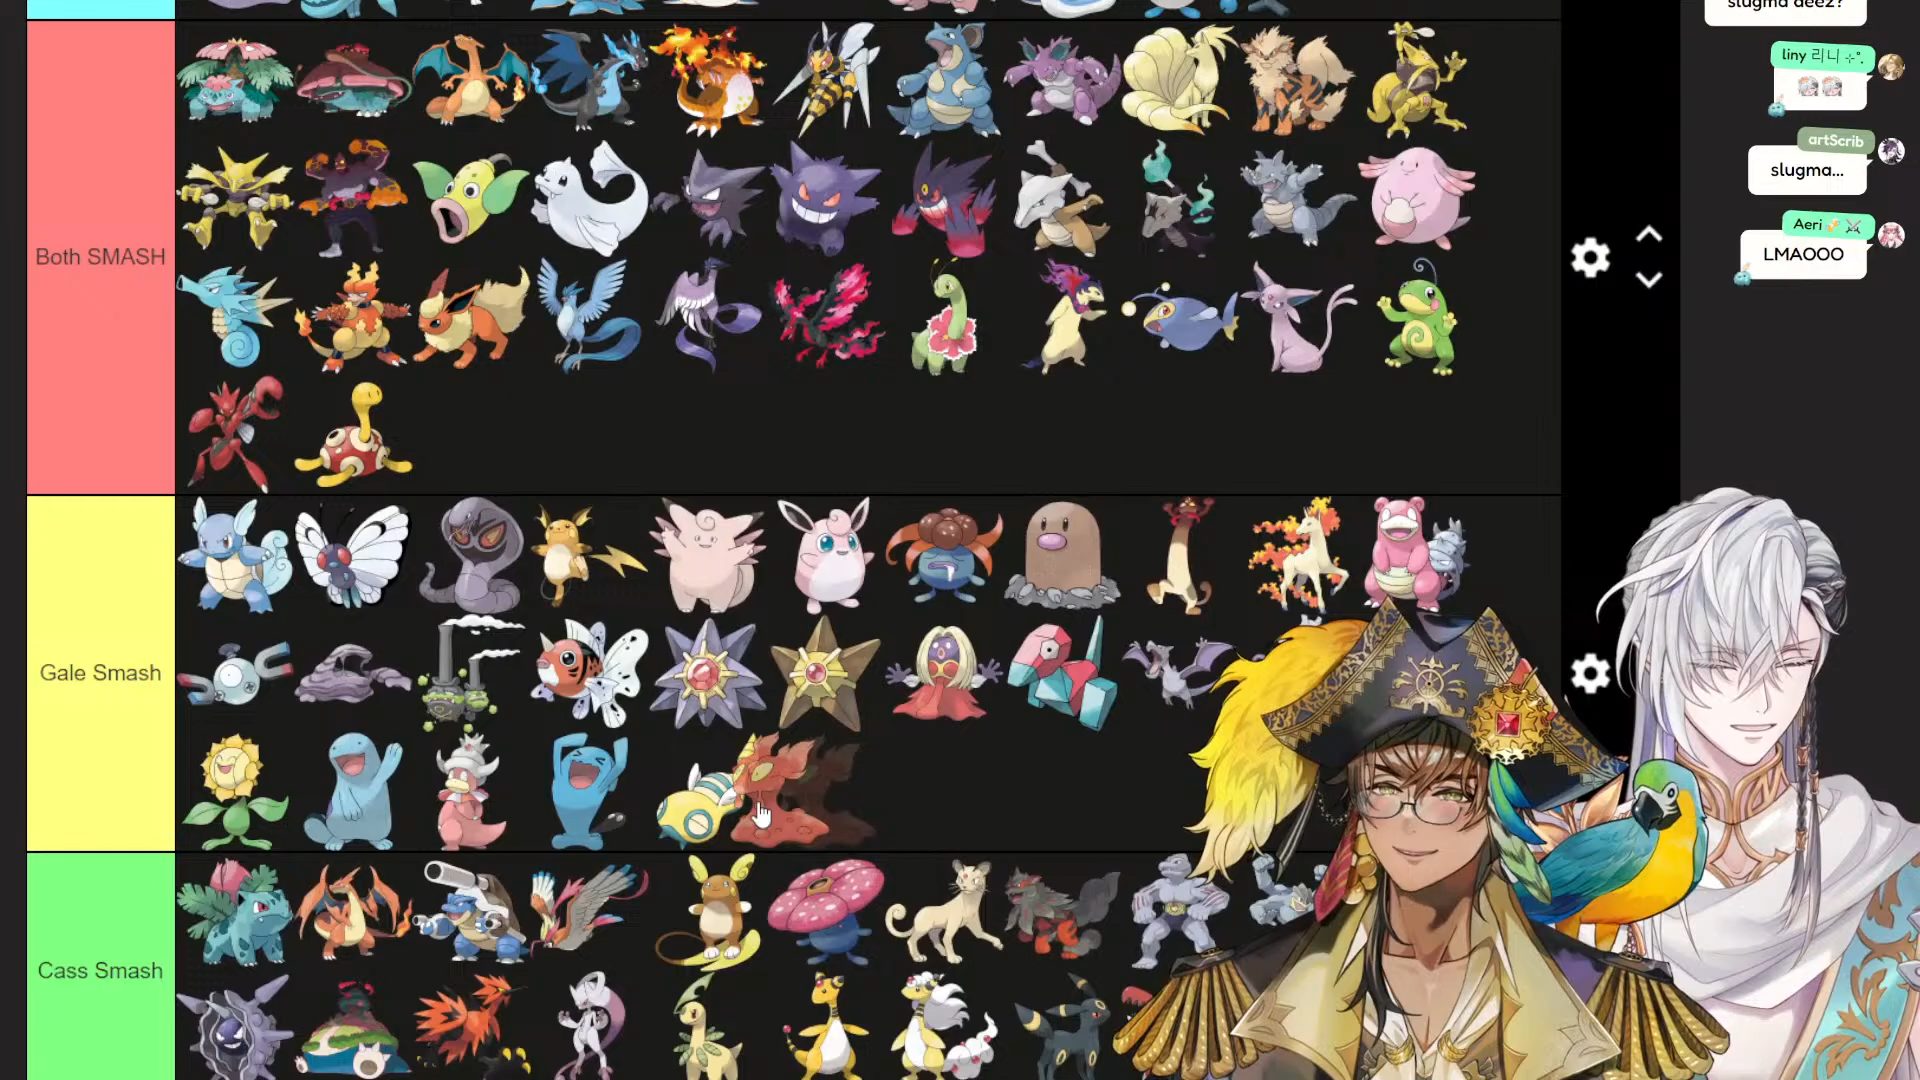 slugma deez?
liny 리니 ⊹°.
artScrib
slugma...
Aeri
LMAOOO
Both SMASH
Gale Smash
Cass Smash